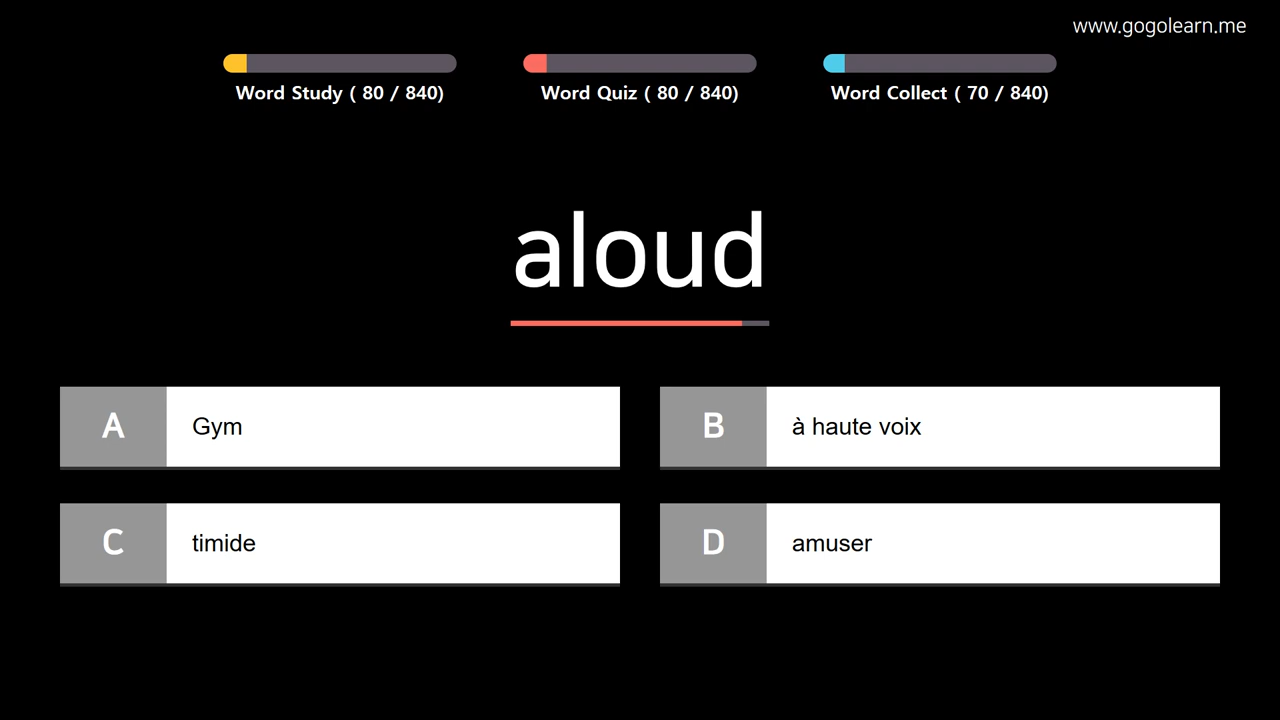 www.gogolearn.me
Word Study ( 80 / 840)
Word Quiz ( 80 / 840)
Word Collect ( 70 / 840)
aloud
A Gym
B à haute voix
C timide
D amuser